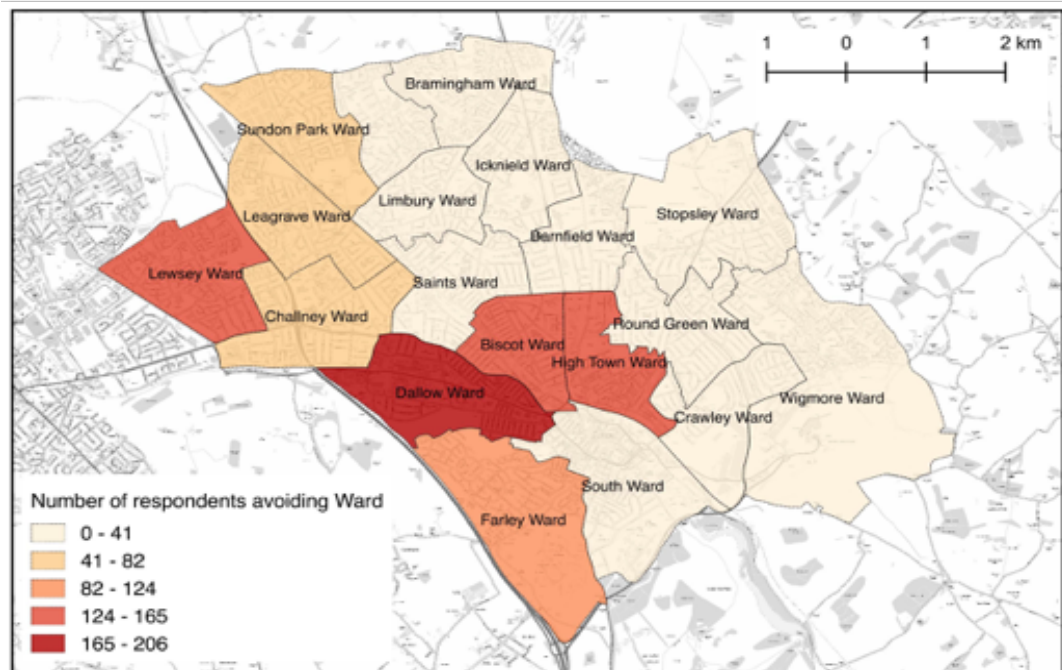 1 0 1 2 km
Bramingham Ward
Sundon Park Ward
Icknield Ward
Limbury Ward
Leagrave Ward
Stopsley Ward
Barnfield Ward
Lewsey Ward
Saints Ward
Challney Ward
Round Green Ward
Biscot Ward
High Town Ward
Dallow Ward
Wigmore Ward
Crawley Ward
South Ward
Farley Ward
Number of respondents avoiding Ward
0 - 41
41 - 82
82 - 124
124 - 165
165 - 206